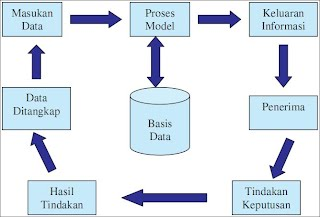 Masukan
Data
Proses
Model
Keluaran
Informasi
Data
Ditangkap
Basis
Data
Penerima
Hasil
Tindakan
Tindakan
Keputusan